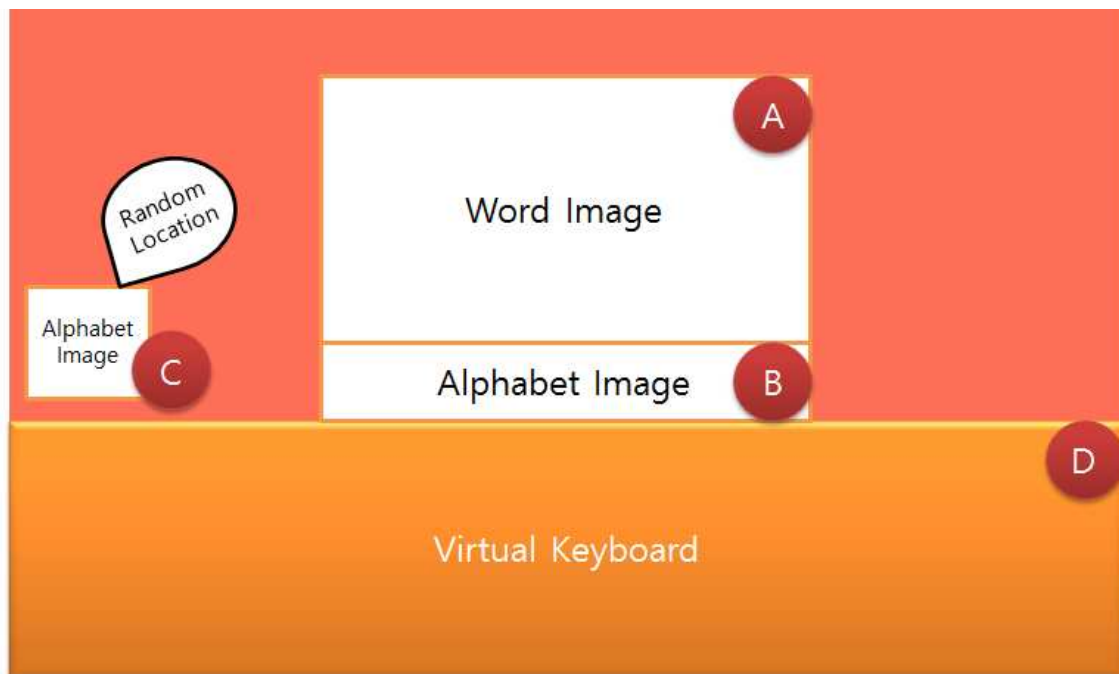 A
Word Image
Random
Location
Alphabet
Image
C
Alphabet Image
B
D
Virtual Keyboard